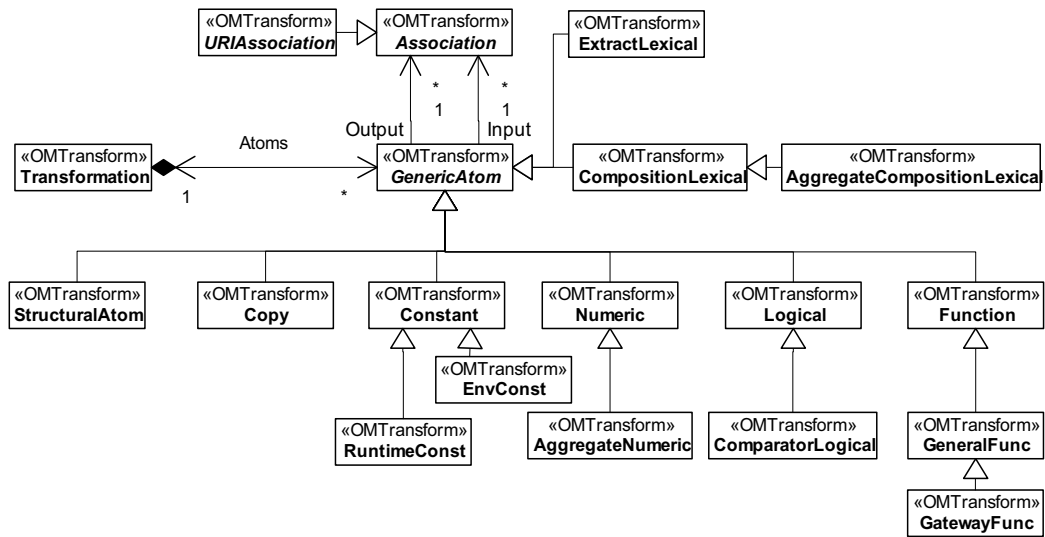 «OMTransform»
URIAssociation
«OMTransform»
Association
«OMTransform»
ExtractLexical
*
1
*
1
Output
Input
Atoms
«OMTransform»
Transformation
1
*
«OMTransform»
GenericAtom
«OMTransform»
CompositionLexical
«OMTransform»
AggregateCompositionLexical
«OMTransform»
StructuralAtom
«OMTransform»
Copy
«OMTransform»
Constant
«OMTransform»
Numeric
«OMTransform»
Logical
«OMTransform»
Function
«OMTransform»
EnvConst
«OMTransform»
RuntimeConst
«OMTransform»
AggregateNumeric
«OMTransform»
ComparatorLogical
«OMTransform»
GeneralFunc
«OMTransform»
GatewayFunc